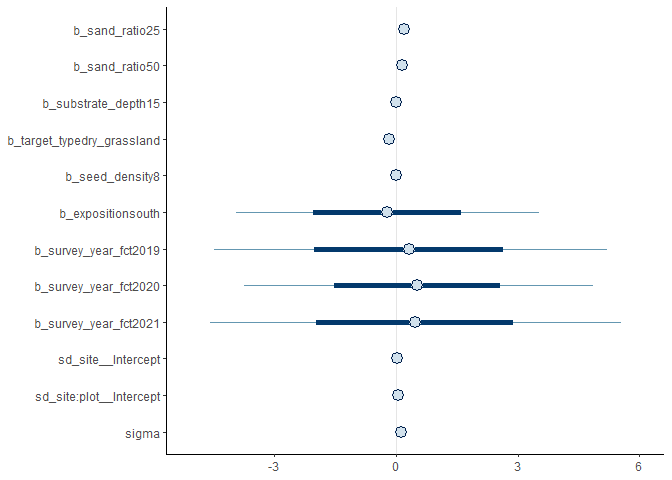 b_sand_ratio25
b_sand_ratio50
b_substrate_depth15
b_target_typedry_grassland
b_seed_density8
b_expositionsouth
b_survey_year_fct2019
b_survey_year_fct2020
b_survey_year_fct2021
sd_site__Intercept
sd_site:plot__Intercept
sigma
-3 0 3 6